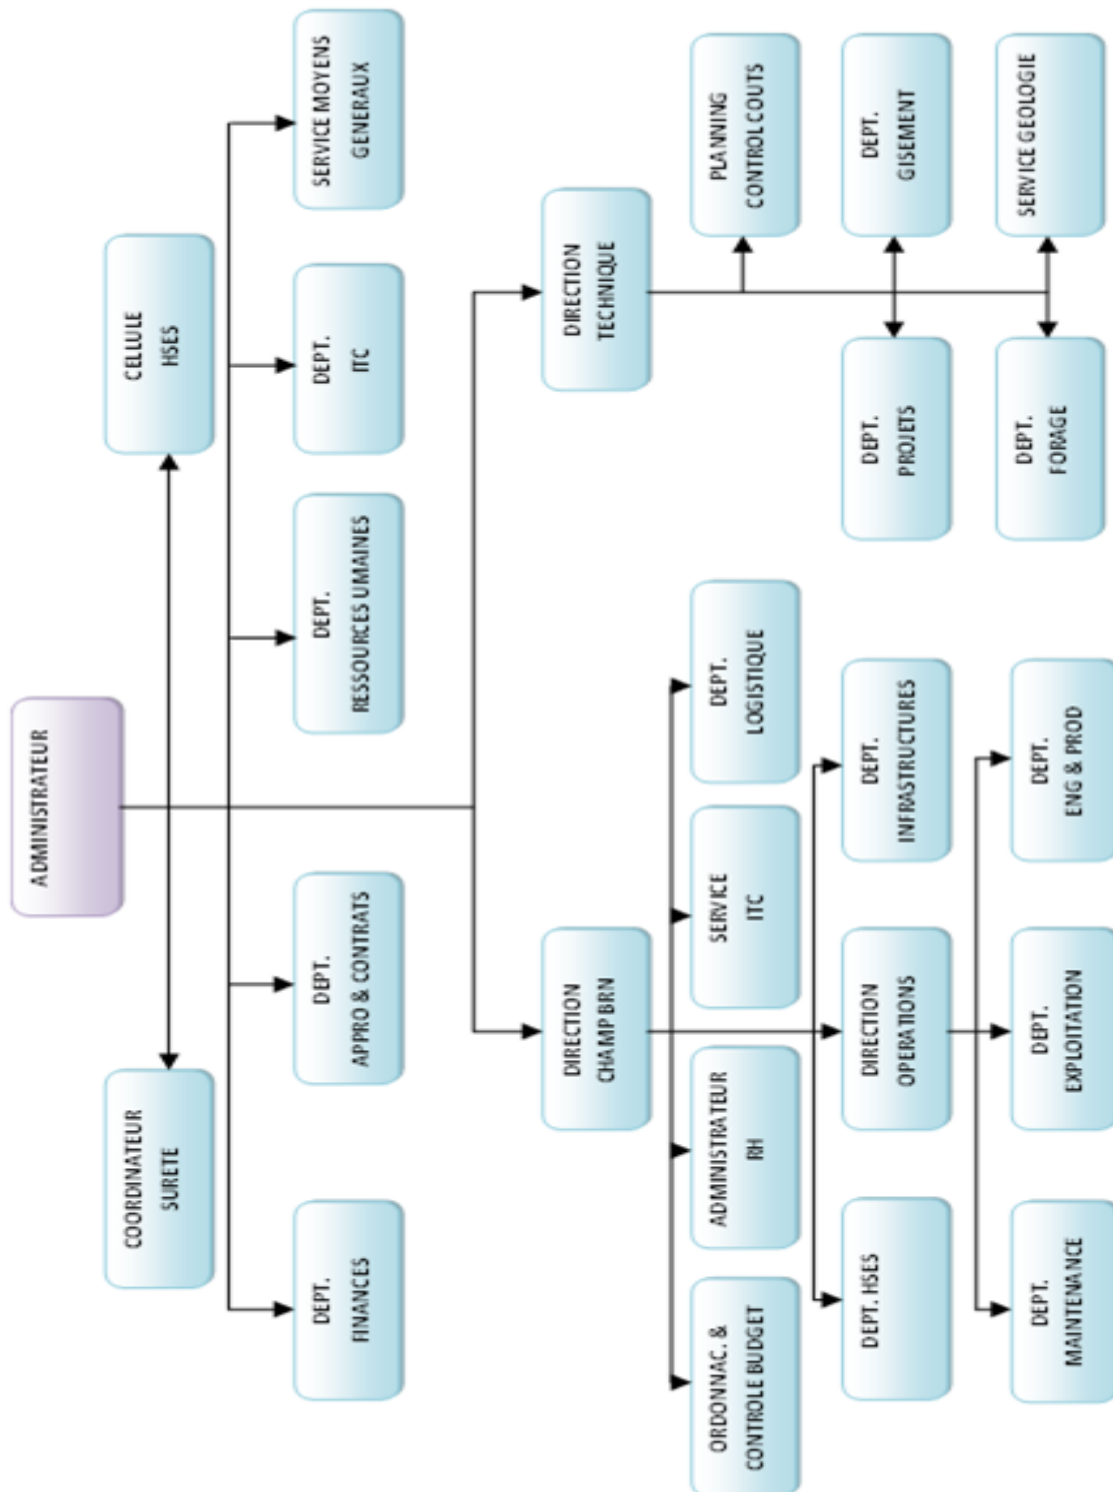 ADMINISTRATEUR
COORDINATEUR
SURETE
CELLULE
HSES
DEPT.
FINANCES
DEPT.
APPRO & CONTRATS
DEPT.
RESSOURCES UMAINES
DEPT.
ITC
SERVICE MOYENS
GENERAUX
DIRECTION
CHAMP BRN
DIRECTION
TECHNIQUE
ORDONNAC. &
CONTROLE BUDGET
ADMINISTRATEUR
RH
SERVICE
ITC
DEPT.
LOGISTIQUE
PLANNING
CONTROL COUTS
DEPT. HSES
DIRECTION
OPERATIONS
DEPT.
INFRASTRUCTURES
DEPT.
PROJETS
DEPT.
GISEMENT
DEPT.
MAINTENANCE
DEPT.
EXPLOITATION
DEPT.
ENG & PROD
DEPT.
FORAGE
SERVICE GEOLOGIE